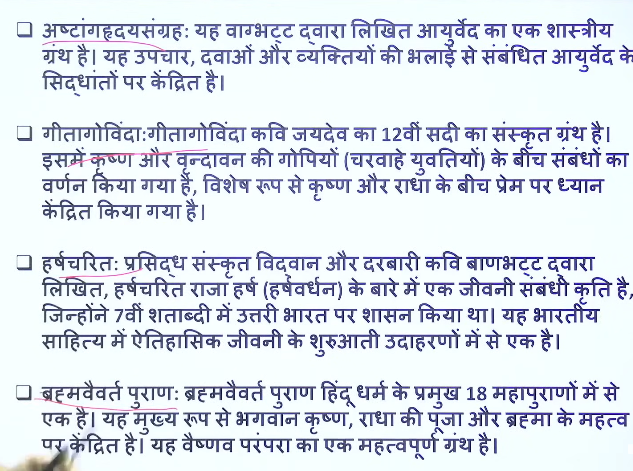 ❑ अष्टांगहृदयसंग्रह: यह वाग्भट्ट द्वारा लिखित आयुर्वेद का एक शास्त्रीय
ग्रंथ है। यह उपचार, दवाओं और व्यक्तियों की भलाई से संबंधित आयुर्वेद के
सिद्धांतों पर केंद्रित है।
❑ गीतागोविंदा:गीतागोविंदा कवि जयदेव का 12वीं सदी का संस्कृत ग्रंथ है।
इसमें कृष्ण और वृन्दावन की गोपियों (चरवाहे युवतियों) के बीच संबंधों का
वर्णन किया गया है, विशेष रूप से कृष्ण और राधा के बीच प्रेम पर ध्यान
केंद्रित किया गया है।
❑ हर्षचरित: प्रसिद्ध संस्कृत विद्वान और दरबारी कवि बाणभट्ट द्वारा
लिखित, हर्षचरित राजा हर्ष (हर्षवर्धन) के बारे में एक जीवनी संबंधी कृति है,
जिन्होंने 7वीं शताब्दी में उत्तरी भारत पर शासन किया था। यह भारतीय
साहित्य में ऐतिहासिक जीवनी के शुरुआती उदाहरणों में से एक है।
❑ ब्रह्मवैवर्त पुराण: ब्रह्मवैवर्त पुराण हिंदू धर्म के प्रमुख 18 महापुराणों में से
एक है। यह मुख्य रूप से भगवान कृष्ण, राधा की पूजा और ब्रह्मा के महत्व
पर केंद्रित है। यह वैष्णव परंपरा का एक महत्वपूर्ण ग्रंथ है।